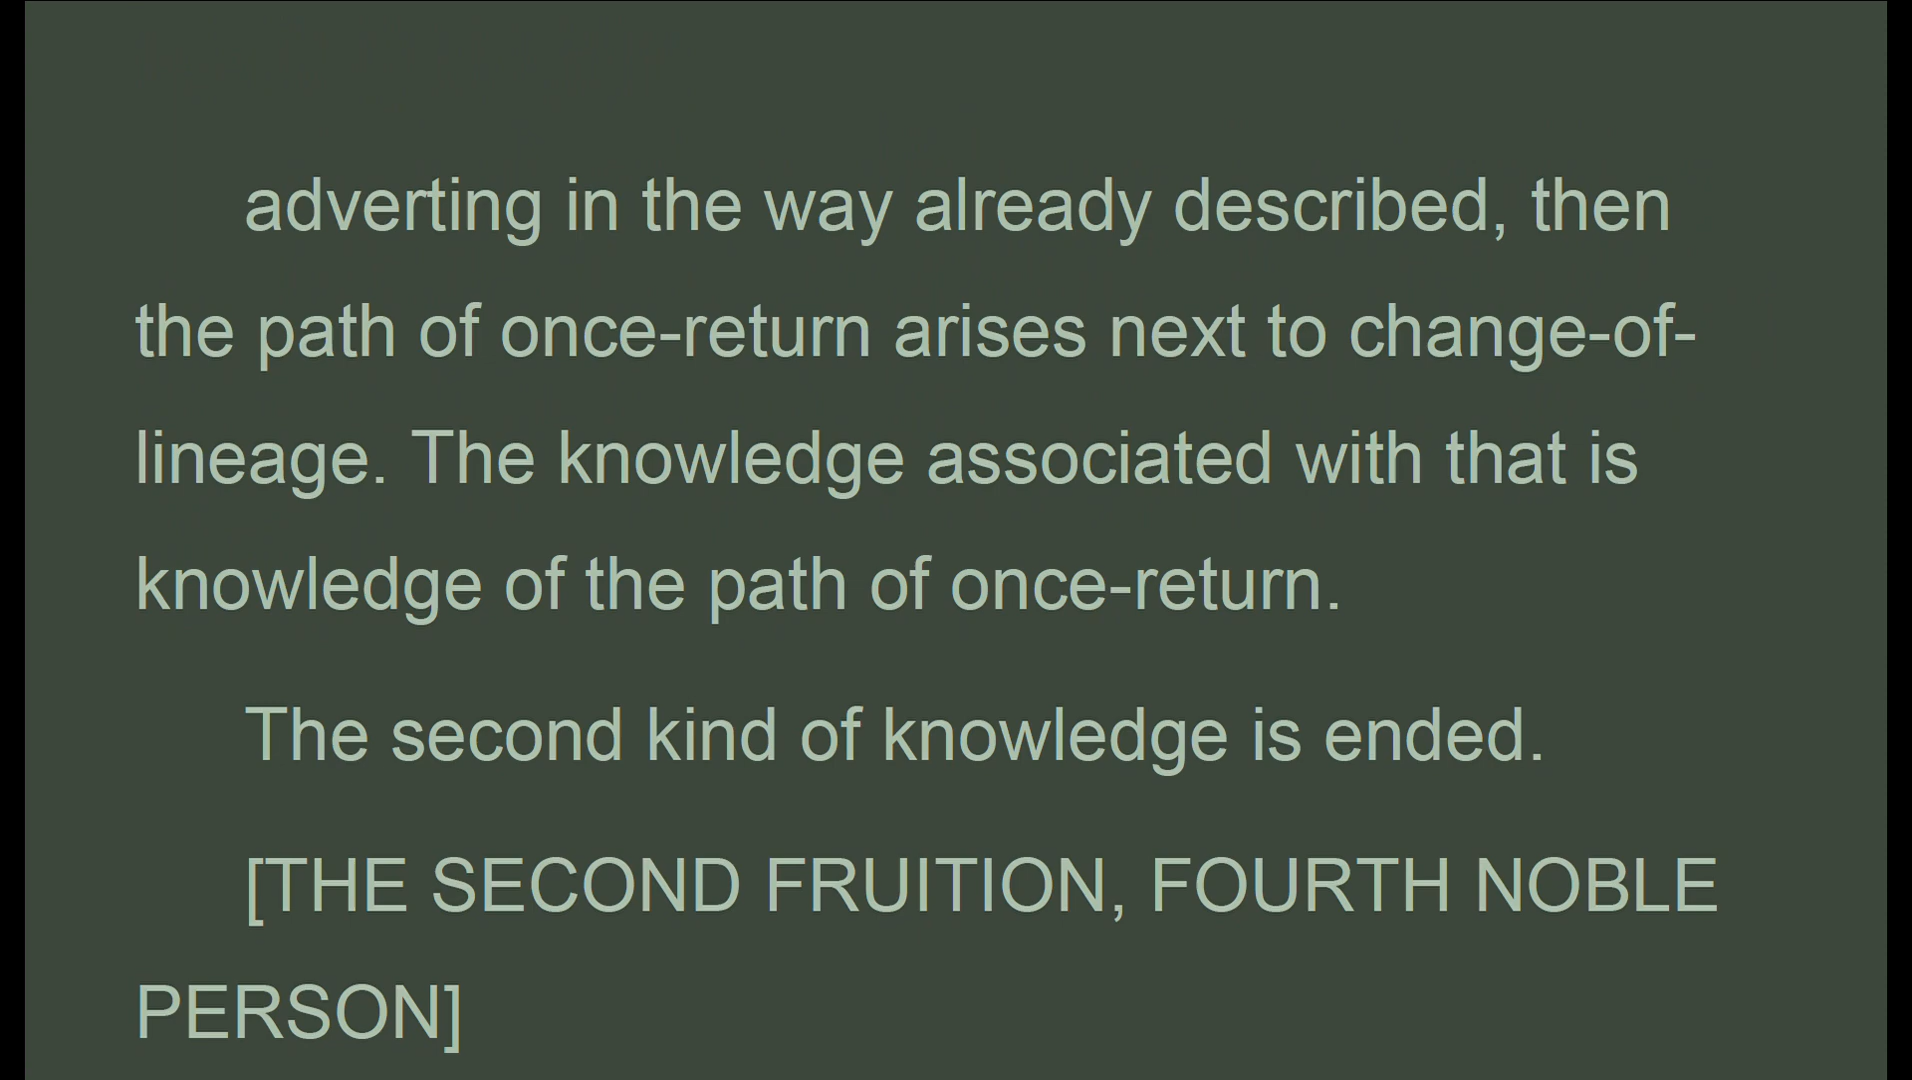 adverting in the way already described, then
the path of once-return arises next to change-of-
lineage. The knowledge associated with that is
knowledge of the path of once-return.
The second kind of knowledge is ended.
[THE SECOND FRUITION, FOURTH NOBLE
PERSON]